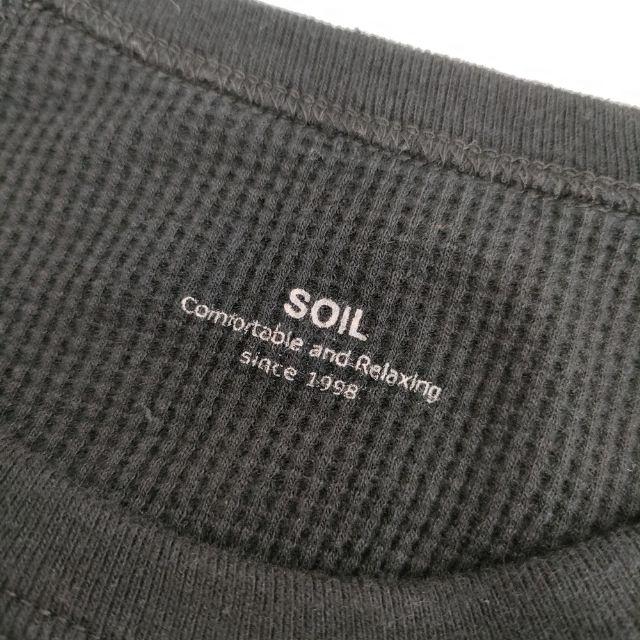 SOIL
Comfortable and Relaxing
since 1998